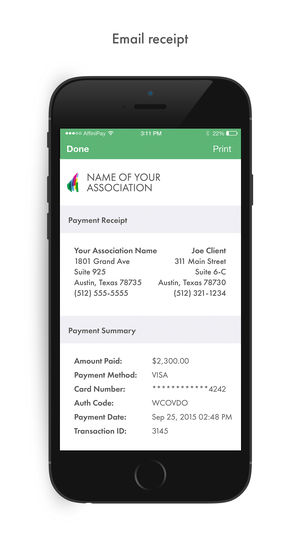 Email receipt
AffiniPay 3:11 PM 22%
Done Print
NAME OF YOUR
ASSOCIATION
Payment Receipt
Your Association Name Joe Client
1801 Grand Ave 311 Main Street
Suite 925 Suite 6-C
Austin, Texas 78735 Austin, Texas 78730
(512) 555-5555 (512) 321-1234
Payment Summary
Amount Paid: $2,300.00
Payment Method: VISA
Card Number: ************4242
Auth Code: WCOVDO
Payment Date: Sep 25, 2015 02:48 PM
Transaction ID: 3145